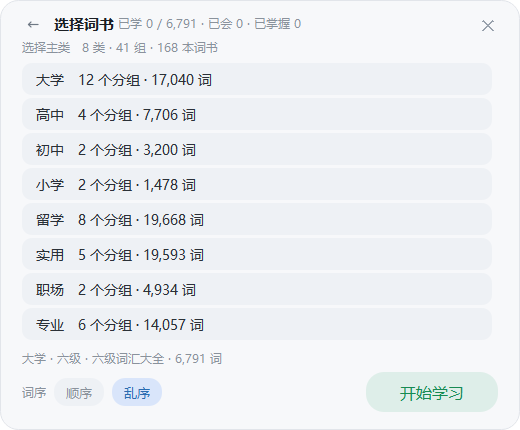 ← 选择词书 已学 0 / 6,791 · 已会 0 · 已掌握 0
选择主类 8 类 · 41 组 · 168 本词书
大学 12 个分组 · 17,040 词
高中 4 个分组 · 7,706 词
初中 2 个分组 · 3,200 词
小学 2 个分组 · 1,478 词
留学 8 个分组 · 19,668 词
实用 5 个分组 · 19,593 词
职场 2 个分组 · 4,934 词
专业 6 个分组 · 14,057 词
大学 · 六级 · 六级词汇大全 · 6,791 词
词序 顺序 乱序 开始学习